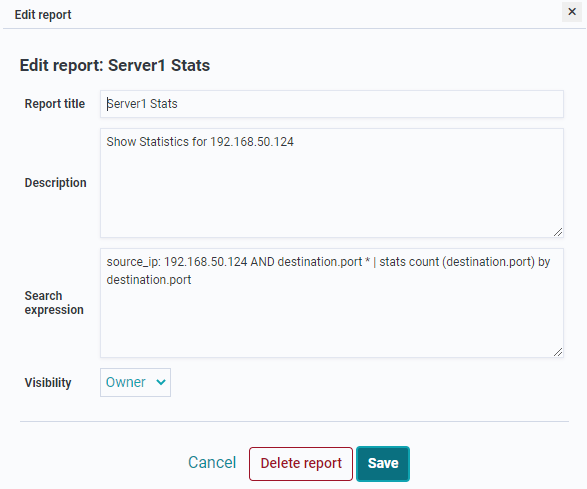 Edit report
×
Edit report: Server1 Stats
Report title
Server1 Stats
Description
Show Statistics for 192.168.50.124
Search
expression
source_ip: 192.168.50.124 AND destination.port * | stats count (destination.port) by
destination.port
Visibility
Owner
Cancel
Delete report
Save